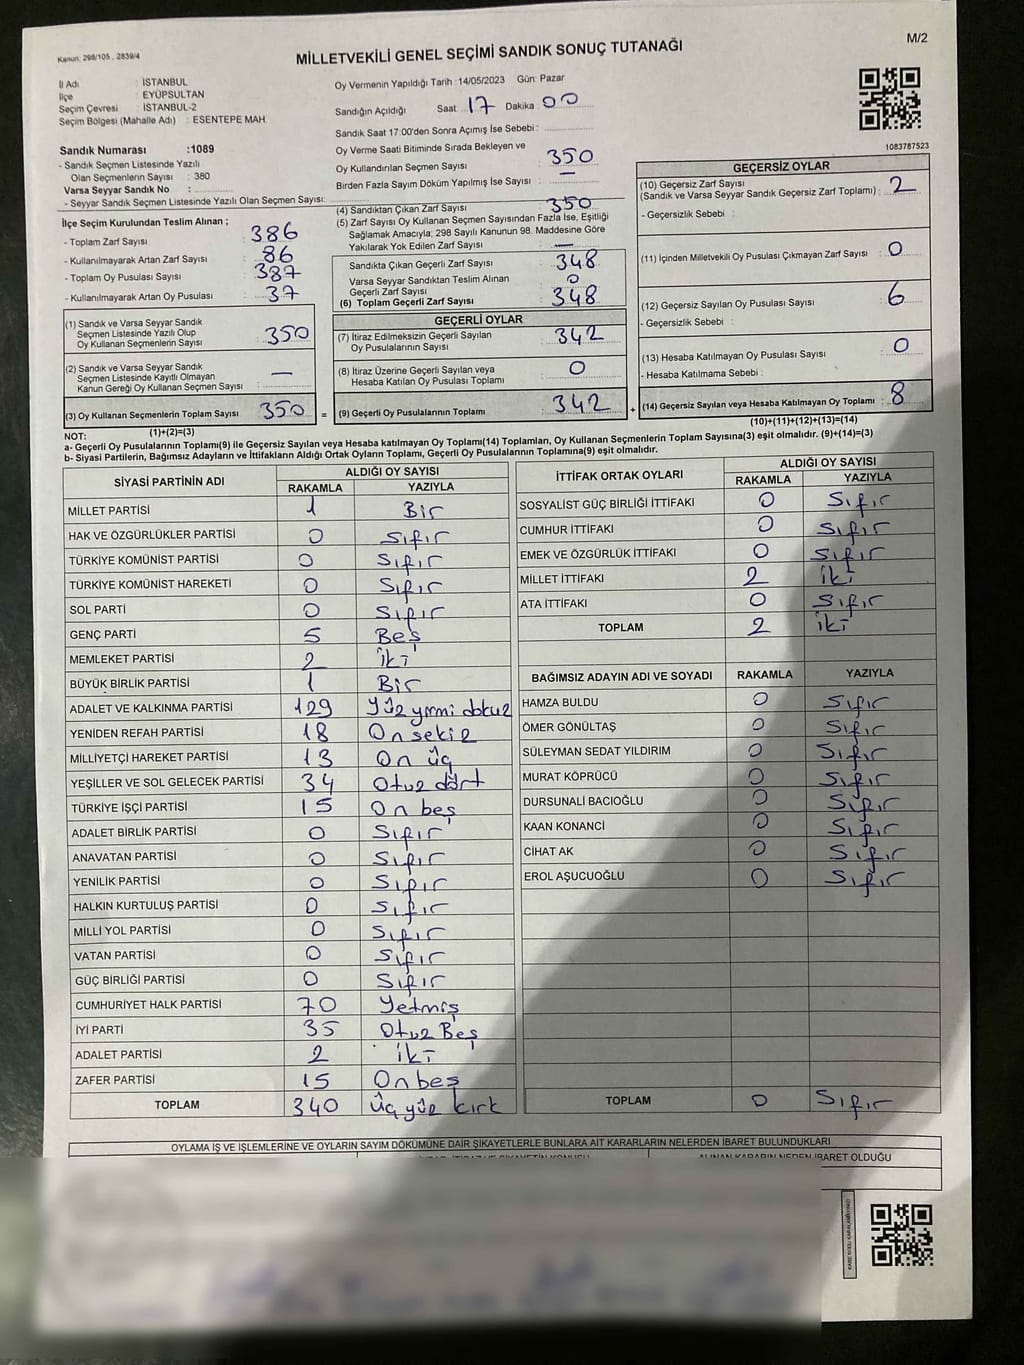 Kanun: 298/105 , 2839/4
MİLLETVEKİLİ GENEL SEÇİMİ SANDIK SONUÇ TUTANAĞI
M/2
İl Adı : İSTANBUL
İlçe : EYÜPSULTAN
Seçim Çevresi : İSTANBUL-2
Seçim Bölgesi (Mahalle Adı) : ESENTEPE MAH.
Sandık Numarası :1089
- Sandık Seçmen Listesinde Yazılı
Olan Seçmenlerin Sayısı : 380
Varsa Seyyar Sandık No :
- Seyyar Sandık Seçmen Listesinde Yazılı Olan Seçmen Sayısı:
Oy Vermenin Yapıldığı Tarih :14/05/2023 Gün: Pazar
Sandığın Açıldığı Saat 17 Dakika 00
Sandık Saat 17:00'den Sonra Açımış İse Sebebi :
Oy Verme Saati Bitiminde Sırada Bekleyen ve
Oy Kullandırılan Seçmen Sayısı : 350
Birden Fazla Sayım Döküm Yapılmış İse Sayısı : —
1083787523
İlçe Seçim Kurulundan Teslim Alınan ;
- Toplam Zarf Sayısı : 386
- Kullanılmayarak Artan Zarf Sayısı : 86
- Toplam Oy Pusulası Sayısı : 387
- Kullanılmayarak Artan Oy Pusulası : 37
(1) Sandık ve Varsa Seyyar Sandık
Seçmen Listesinde Yazılı Olup
Oy Kullanan Seçmenlerin Sayısı : 350
(2) Sandık ve Varsa Seyyar Sandık
Seçmen Listesinde Kayıtlı Olmayan
Kanun Gereği Oy Kullanan Seçmen Sayısı : —
(3) Oy Kullanan Seçmenlerin Toplam Sayısı : 350 =
(1)+(2)=(3)
(4) Sandıktan Çıkan Zarf Sayısı : 350
(5) Zarf Sayısı Oy Kullanan Seçmen Sayısından Fazla İse, Eşitliği
Sağlamak Amacıyla; 298 Sayılı Kanunun 98. Maddesine Göre
Yakılarak Yok Edilen Zarf Sayısı : —
Sandıkta Çıkan Geçerli Zarf Sayısı : 348
Varsa Seyyar Sandıktan Teslim Alınan
Geçerli Zarf Sayısı : 0
(6) Toplam Geçerli Zarf Sayısı : 348
GEÇERLİ OYLAR
(7) İtiraz Edilmeksizin Geçerli Sayılan
Oy Pusulalarının Sayısı : 342
(8) İtiraz Üzerine Geçerli Sayılan veya
Hesaba Katılan Oy Pusulası Toplamı : 0
(9) Geçerli Oy Pusulalarının Toplamı : 342 +
GEÇERSİZ OYLAR
(10) Geçersiz Zarf Sayısı
(Sandık ve Varsa Seyyar Sandık Geçersiz Zarf Toplamı) : 2
- Geçersizlik Sebebi :
(11) İçinden Milletvekili Oy Pusulası Çıkmayan Zarf Sayısı : 0
(12) Geçersiz Sayılan Oy Pusulası Sayısı : 6
- Geçersizlik Sebebi :
(13) Hesaba Katılmayan Oy Pusulası Sayısı : 0
- Hesaba Katılmama Sebebi :
(14) Geçersiz Sayılan veya Hesaba Katılmayan Oy Toplamı : 8
(10)+(11)+(12)+(13)=(14)
NOT:
a- Geçerli Oy Pusulalarının Toplamı(9) ile Geçersiz Sayılan veya Hesaba katılmayan Oy Toplamı(14) Toplamları, Oy Kullanan Seçmenlerin Toplam Sayısına(3) eşit olmalıdır. (9)+(14)=(3)
b- Siyasi Partilerin, Bağımsız Adayların ve İttifakların Aldığı Ortak Oyların Toplamı, Geçerli Oy Pusulalarının Toplamına(9) eşit olmalıdır.
SİYASİ PARTİNİN ADI
ALDIĞI OY SAYISI
RAKAMLA YAZIYLA
MİLLET PARTİSİ 1 Bir
HAK VE ÖZGÜRLÜKLER PARTİSİ 0 Sıfır
TÜRKİYE KOMÜNİST PARTİSİ 0 Sıfır
TÜRKİYE KOMÜNİST HAREKETİ 0 Sıfır
SOL PARTİ 0 Sıfır
GENÇ PARTİ 5 Beş
MEMLEKET PARTİSİ 2 İki
BÜYÜK BİRLİK PARTİSİ 1 Bir
ADALET VE KALKINMA PARTİSİ 129 Yüz yirmi dokuz
YENİDEN REFAH PARTİSİ 18 On sekiz
MİLLİYETÇİ HAREKET PARTİSİ 13 On üç
YEŞİLLER VE SOL GELECEK PARTİSİ 34 Otuz dört
TÜRKİYE İŞÇİ PARTİSİ 15 On beş
ADALET BİRLİK PARTİSİ 0 Sıfır
ANAVATAN PARTİSİ 0 Sıfır
YENİLİK PARTİSİ 0 Sıfır
HALKIN KURTULUŞ PARTİSİ 0 Sıfır
MİLLİ YOL PARTİSİ 0 Sıfır
VATAN PARTİSİ 0 Sıfır
GÜÇ BİRLİĞİ PARTİSİ 0 Sıfır
CUMHURİYET HALK PARTİSİ 70 Yetmiş
İYİ PARTİ 35 Otuz Beş
ADALET PARTİSİ 2 İki
ZAFER PARTİSİ 15 On beş
TOPLAM 340 Üç yüz kırk
İTTİFAK ORTAK OYLARI
ALDIĞI OY SAYISI
RAKAMLA YAZIYLA
SOSYALİST GÜÇ BİRLİĞİ İTTİFAKI 0 Sıfır
CUMHUR İTTİFAKI 0 Sıfır
EMEK VE ÖZGÜRLÜK İTTİFAKI 0 Sıfır
MİLLET İTTİFAKI 2 İki
ATA İTTİFAKI 0 Sıfır
TOPLAM 2 İki
BAĞIMSIZ ADAYIN ADI VE SOYADI RAKAMLA YAZIYLA
HAMZA BULDU 0 Sıfır
ÖMER GÖNÜLTAŞ 0 Sıfır
SÜLEYMAN SEDAT YILDIRIM 0 Sıfır
MURAT KÖPRÜCÜ 0 Sıfır
DURSUNALİ BACIOĞLU 0 Sıfır
KAAN KONANCİ 0 Sıfır
CİHAT AK 0 Sıfır
EROL AŞUCUOĞLU 0 Sıfır
TOPLAM 0 Sıfır
OYLAMA İŞ VE İŞLEMLERİNE VE OYLARIN SAYIM DÖKÜMÜNE DAİR ŞİKAYETLERLE BUNLARA AİT KARARLARIN NELERDEN İBARET BULUNDUKLARI
ALINAN KARARIN NEDEN İBARET OLDUĞU